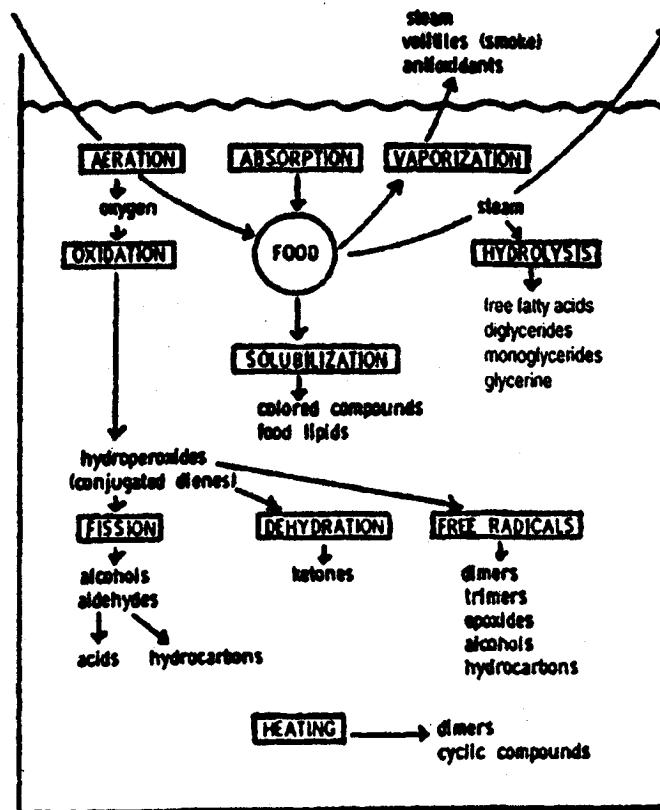 steam
volitiles (smoke)
antioxidants
AERATION
ABSORPTION
VAPORIZATION
oxygen
steam
OXIDATION
FOOD
HYDROLYSIS
free fatty acids
diglycerides
monoglycerides
glycerine
SOLUBILIZATION
colored compounds
food lipids
hydroperoxides
(conjugated dienes)
FISSION
DEHYDRATION
FREE RADICALS
alcohols
aldehydes
ketones
dimers
trimers
epoxides
alcohols
hydrocarbons
acids
hydrocarbons
HEATING
dimers
cyclic compounds